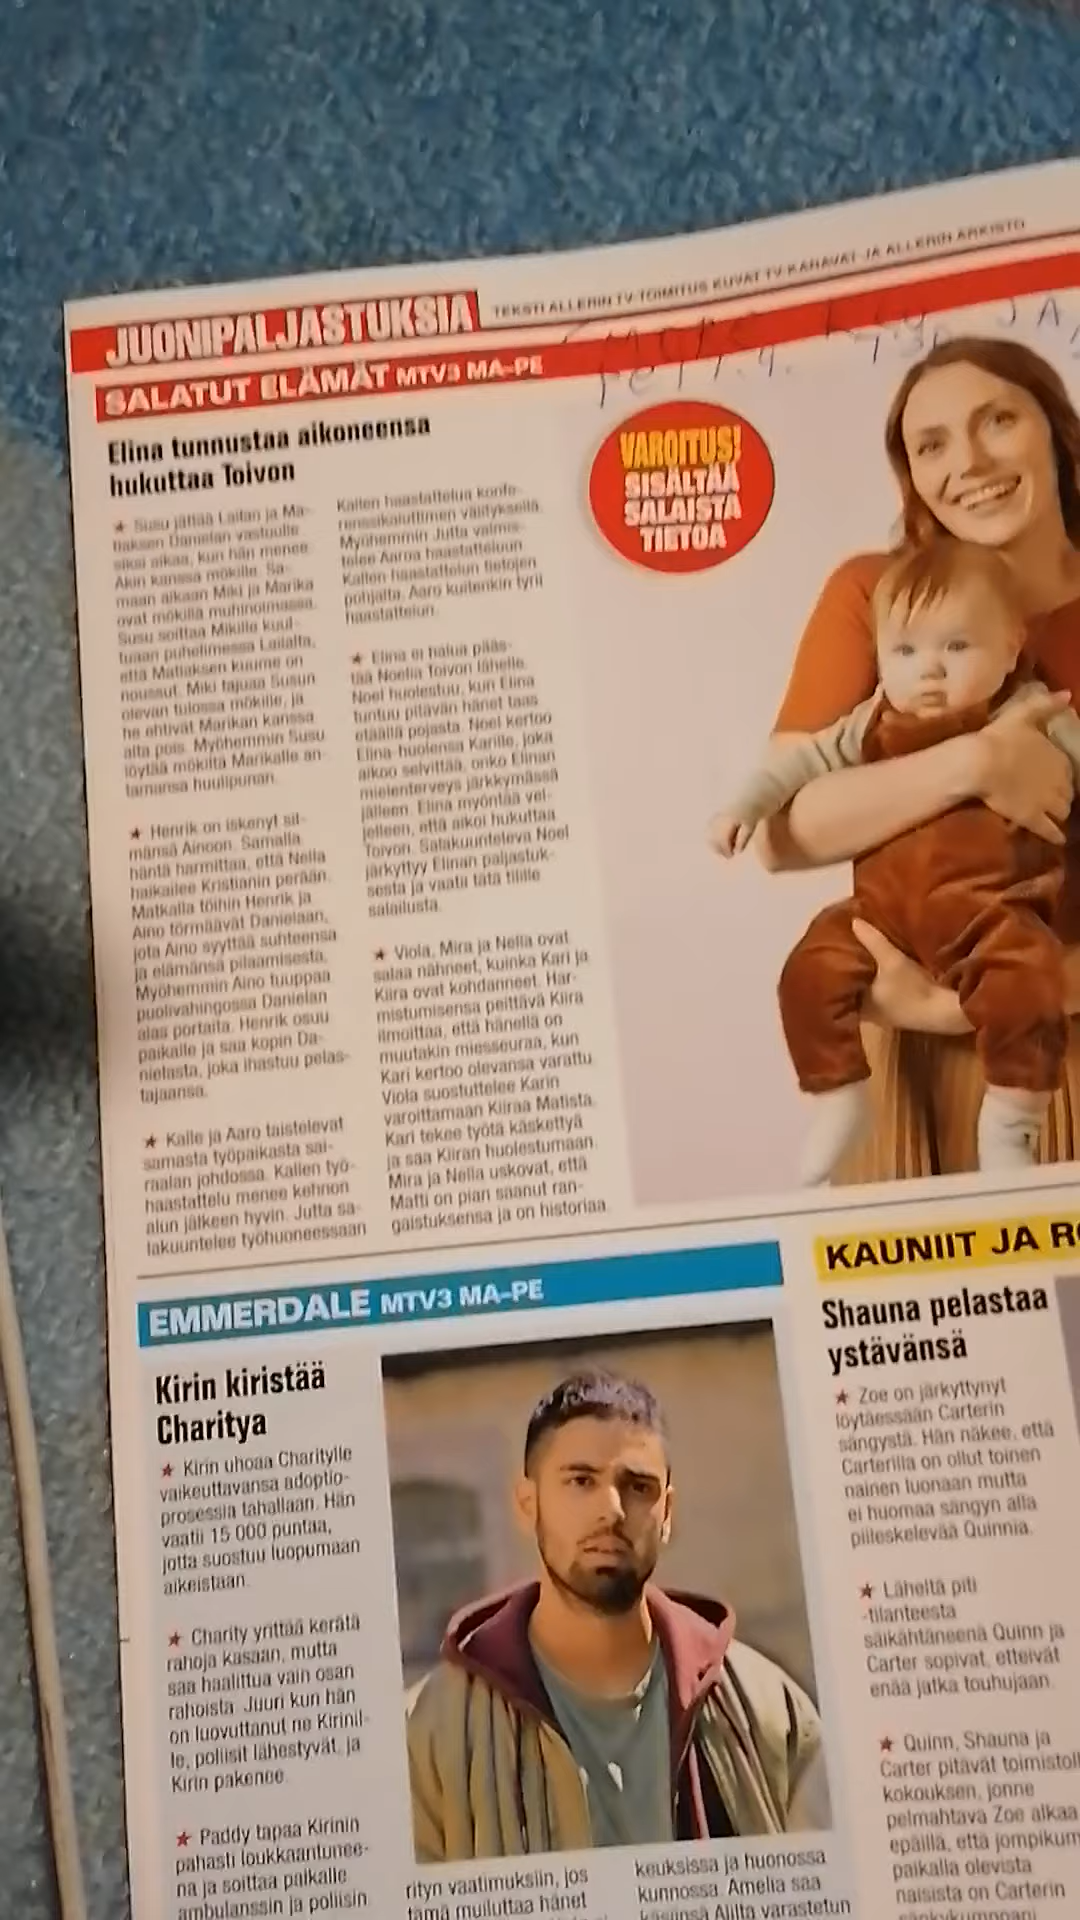 JUONIPALJASTUKSIA
TEKSTI ALLERIN TV-TOIMITUS KUVAT TV-KANAVAT JA ALLERIN ARKISTO
SALATUT ELÄMÄT MTV3 MA-PE
Elina tunnustaa aikoneensa
hukuttaa Toivon
★ Susu jättää Lailan ja Ma-
tiaksen Danielan vastuulle
siksi aikaa, kun hän menee
Akin kanssa mökille. Sa-
maan aikaan Miki ja Marika
ovat mökillä muhinoimassa.
Susu soittaa Mikille kuul-
tuaan puhelimessa Lailalta,
että Matiaksen kuume on
noussut. Miki tajuaa Susun
olevan tulossa mökille, ja
he ehtivät Marikan kanssa
alta pois. Myöhemmin Susu
löytää mökiltä Marikalle an-
tamansa huulipunan.
★ Henrik on iskenyt sil-
mänsä Ainoon. Samalla
häntä harmittaa, että Nella
haikailee Kristianin perään.
Matkalla töihin Henrik ja
Aino törmäävät Danielaan,
jota Aino syyttää suhteensa
ja elämänsä pilaamisesta.
Myöhemmin Aino tuuppaa
puolivahingossa Danielan
alas portaita. Henrik osuu
paikalle ja saa kopin Da-
nielasta, joka ihastuu pelas-
tajaansa.
★ Kalle ja Aaro taistelevat
samasta työpaikasta sai-
raalan johdossa. Kallen työ-
haastattelu menee kehnon
alun jälkeen hyvin. Jutta sa-
lakuuntelee työhuoneessaan
Kallen haastattelua konfe-
renssikaiuttimen välityksellä.
Myöhemmin Jutta valmis-
telee Aaroa haastatteluun
Kallen haastattelun tietojen
pohjalta. Aaro kuitenkin tyrii
haastattelun.
★ Elina ei halua pääs-
tää Noelia Toivon lähelle.
Noel huolestuu, kun Elina
tuntuu pitävän hänet taas
etäällä pojasta. Noel kertoo
Elina-huolensa Karille, joka
aikoo selvittää, onko Elinan
mielenterveys järkkymässä
jälleen. Elina myöntää vel-
jelleen, että aikoi hukuttaa
Toivon. Salakuunteleva Noel
järkyttyy Elinan paljastuk-
sesta ja vaatii tätä tilille
salailusta.
★ Viola, Mira ja Nella ovat
salaa nähneet, kuinka Kari ja
Kiira ovat kohdanneet. Har-
mistumisensa peittävä Kiira
ilmoittaa, että hänellä on
muutakin miesseuraa, kun
Kari kertoo olevansa varattu.
Viola suostuttelee Karin
varoittamaan Kiiraa Matista.
Kari tekee työtä käskettyä
ja saa Kiiran huolestumaan.
Mira ja Nella uskovat, että
Matti on pian saanut ran-
gaistuksensa ja on historiaa.
VAROITUS!
SISÄLTÄÄ
SALAISTA
TIETOA
EMMERDALE MTV3 MA-PE
Kirin kiristää
Charitya
★ Kirin uhoaa Charitylle
vaikeuttavansa adoptio-
prosessia tahallaan. Hän
vaatii 15 000 puntaa,
jotta suostuu luopumaan
aikeistaan.
★ Charity yrittää kerätä
rahoja kasaan, mutta
saa haalittua vain osan
rahoista. Juuri kun hän
on luovuttanut ne Kirinil-
le, poliisit lähestyvät, ja
Kirin pakenee.
★ Paddy tapaa Kirinin
pahasti loukkaantunee-
na ja soittaa paikalle
ambulanssin ja poliisin.
rityn vaatimuksiin, jos
tämä muiluttaa hänet
keuksissa ja huonossa
kunnossa. Amelia saa
käsiinsä Aljilta varastetun
KAUNIIT JA
Shauna pelastaa
ystävänsä
★ Zoe on järkyttynyt
löytäessään Carterin
sängystä. Hän näkee, että
Carterilla on ollut toinen
nainen luonaan mutta
ei huomaa sängyn alla
piileskelevää Quinnia.
★ Läheltä piti
-tilanteesta
säikähtäneenä Quinn ja
Carter sopivat, etteivät
enää jatka touhujaan.
★ Quinn, Shauna ja
Carter pitävät toimistoll
kokouksen, jonne
pelmahtava Zoe alkaa
epäillä, että jompikum
paikalla olevista
naisista on Carterin